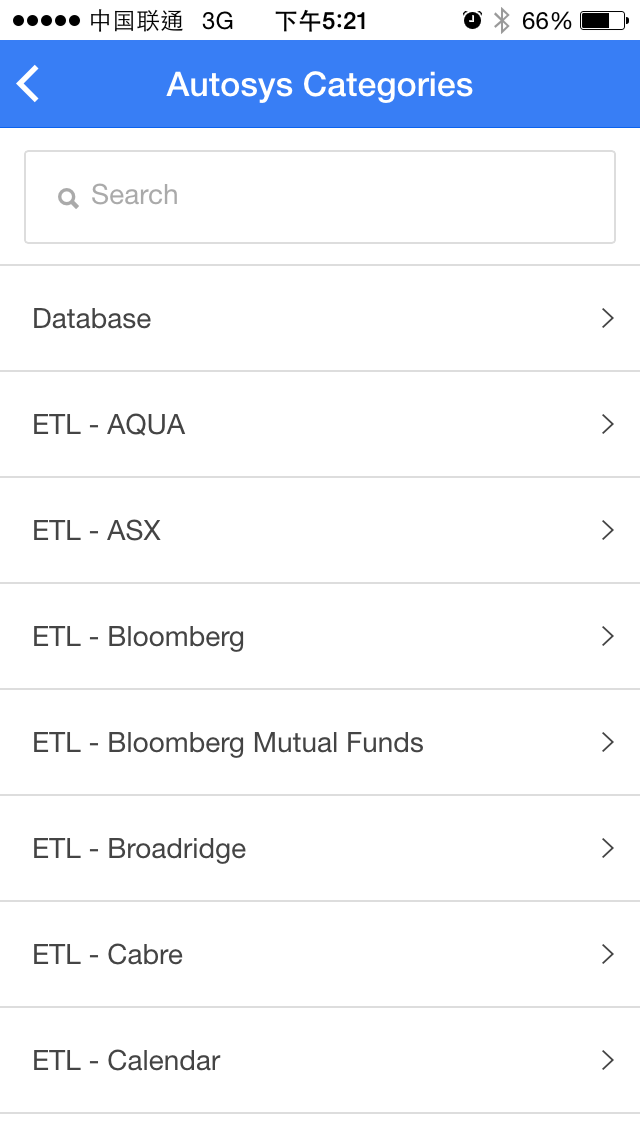 中国联通 3G 下午5:21 66%
Autosys Categories
Search
Database
ETL - AQUA
ETL - ASX
ETL - Bloomberg
ETL - Bloomberg Mutual Funds
ETL - Broadridge
ETL - Cabre
ETL - Calendar